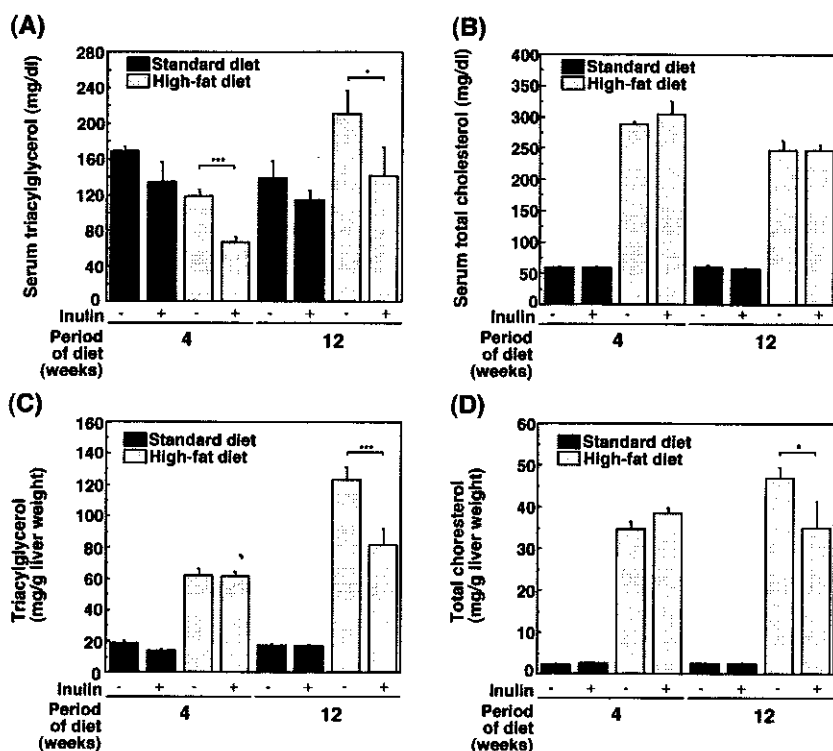 (A)
Serum triacylglycerol (mg/dl)
280
240
200
160
120
80
40
0
Standard diet
High-fat diet
***
*
Inulin - + - + - + - +
Period of diet (weeks)
4 12
(B)
Serum total cholesterol (mg/dl)
400
350
300
250
200
150
100
50
0
Standard diet
High-fat diet
Inulin - + - + - + - +
Period of diet (weeks)
4 12
(C)
Triacylglycerol
(mg/g liver weight)
160
140
120
100
80
60
40
20
0
Standard diet
High-fat diet
***
Inulin - + - + - + - +
Period of diet (weeks)
4 12
(D)
Total choresterol
(mg/g liver weight)
60
50
40
30
20
10
0
Standard diet
High-fat diet
*
Inulin - + - + - + - +
Period of diet (weeks)
4 12